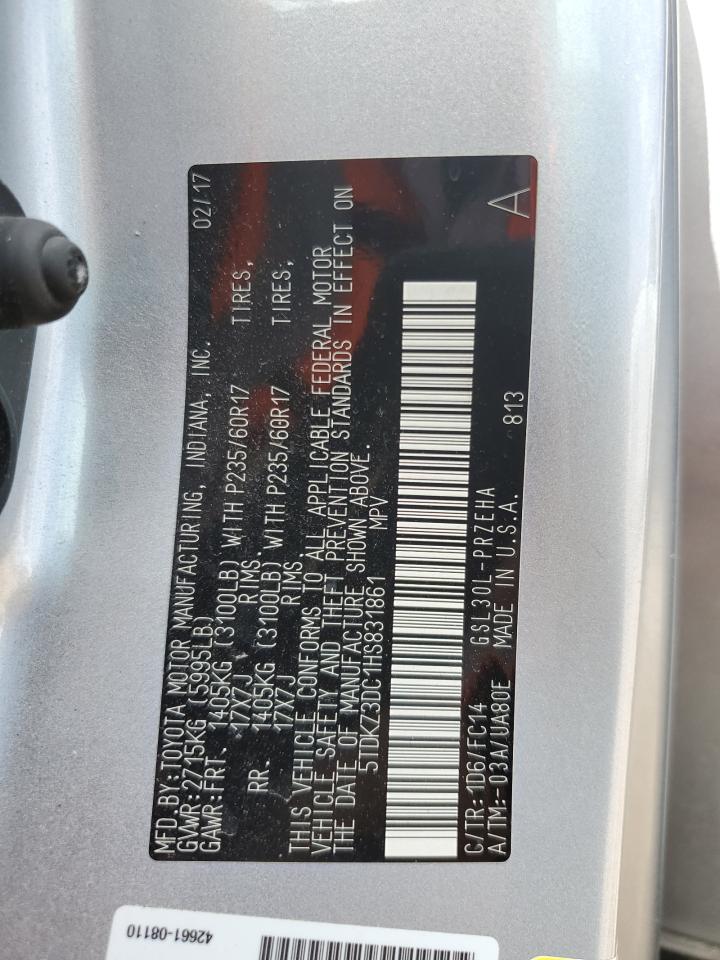 MFD.BY:TOYOTA MOTOR MANUFACTURING, INDIANA, INC. 02/17
GVWR:2715KG (5995LB)
GAWR:FRT. 1405KG (3100LB) WITH P235/60R17 TIRES,
17X7J RIMS.
RR. 1405KG (3100LB) WITH P235/60R17 TIRES,
17X7J RIMS.
THIS VEHICLE CONFORMS TO ALL APPLICABLE FEDERAL MOTOR
VEHICLE SAFETY AND THEFT PREVENTION STANDARDS IN EFFECT ON
THE DATE OF MANUFACTURE SHOWN ABOVE.
5TDKZ3DC1HS831861 MPV
C/TR:1D6/FC14 GSL30L-PRZEHA
A/TM:-03A/UA80E MADE IN U.S.A. 813 A
42661-08110